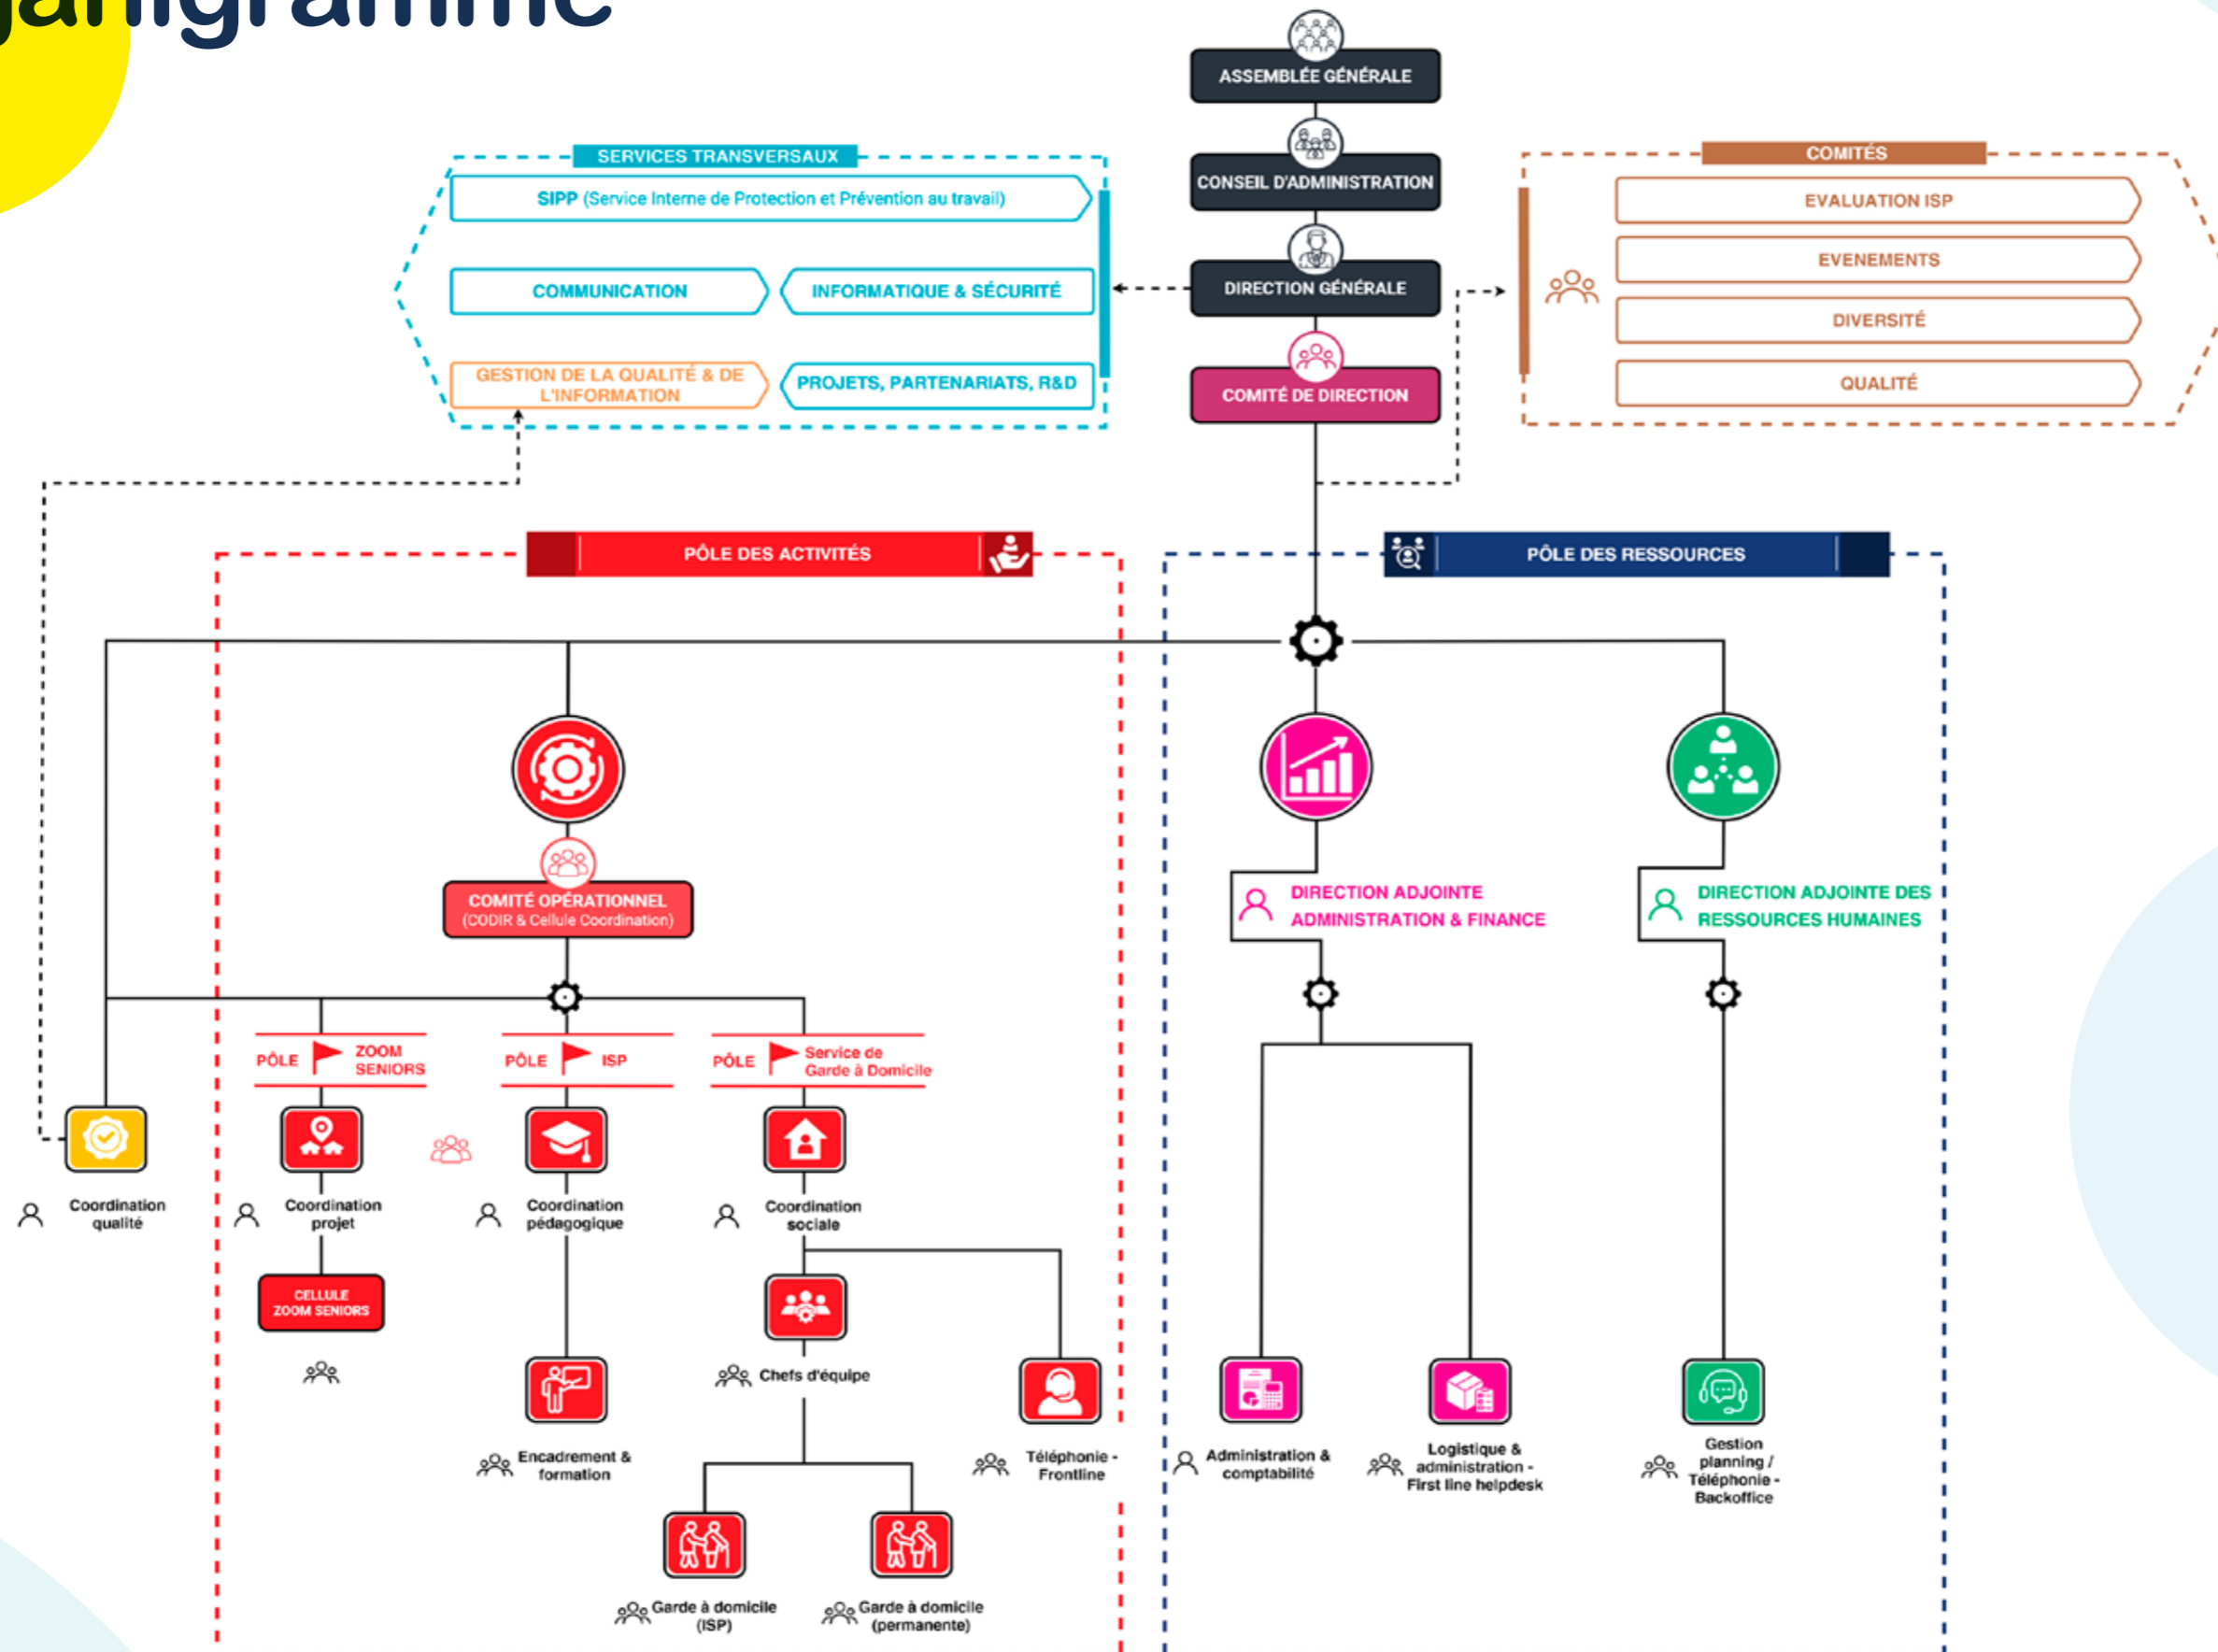 ganigramme
ASSEMBLÉE GÉNÉRALE
CONSEIL D'ADMINISTRATION
DIRECTION GÉNÉRALE
COMITÉ DE DIRECTION
SERVICES TRANSVERSAUX
SIPP (Service Interne de Protection et Prévention au travail)
COMMUNICATION
INFORMATIQUE & SÉCURITÉ
GESTION DE LA QUALITÉ & DE
L'INFORMATION
PROJETS, PARTENARIATS, R&D
COMITÉS
EVALUATION ISP
EVENEMENTS
DIVERSITÉ
QUALITÉ
PÔLE DES ACTIVITÉS
PÔLE DES RESSOURCES
COMITÉ OPÉRATIONNEL
(CODIR & Cellule Coordination)
DIRECTION ADJOINTE
ADMINISTRATION & FINANCE
DIRECTION ADJOINTE DES
RESSOURCES HUMAINES
PÔLE
ZOOM
SENIORS
PÔLE
ISP
PÔLE
Service de
Garde à Domicile
Coordination
qualité
Coordination
projet
Coordination
pédagogique
Coordination
sociale
CELLULE
ZOOM SENIORS
Chefs d'équipe
Encadrement &
formation
Téléphonie -
Frontline
Administration &
comptabilité
Logistique &
administration -
First line helpdesk
Gestion
planning /
Téléphonie -
Backoffice
Garde à domicile
(ISP)
Garde à domicile
(permanente)